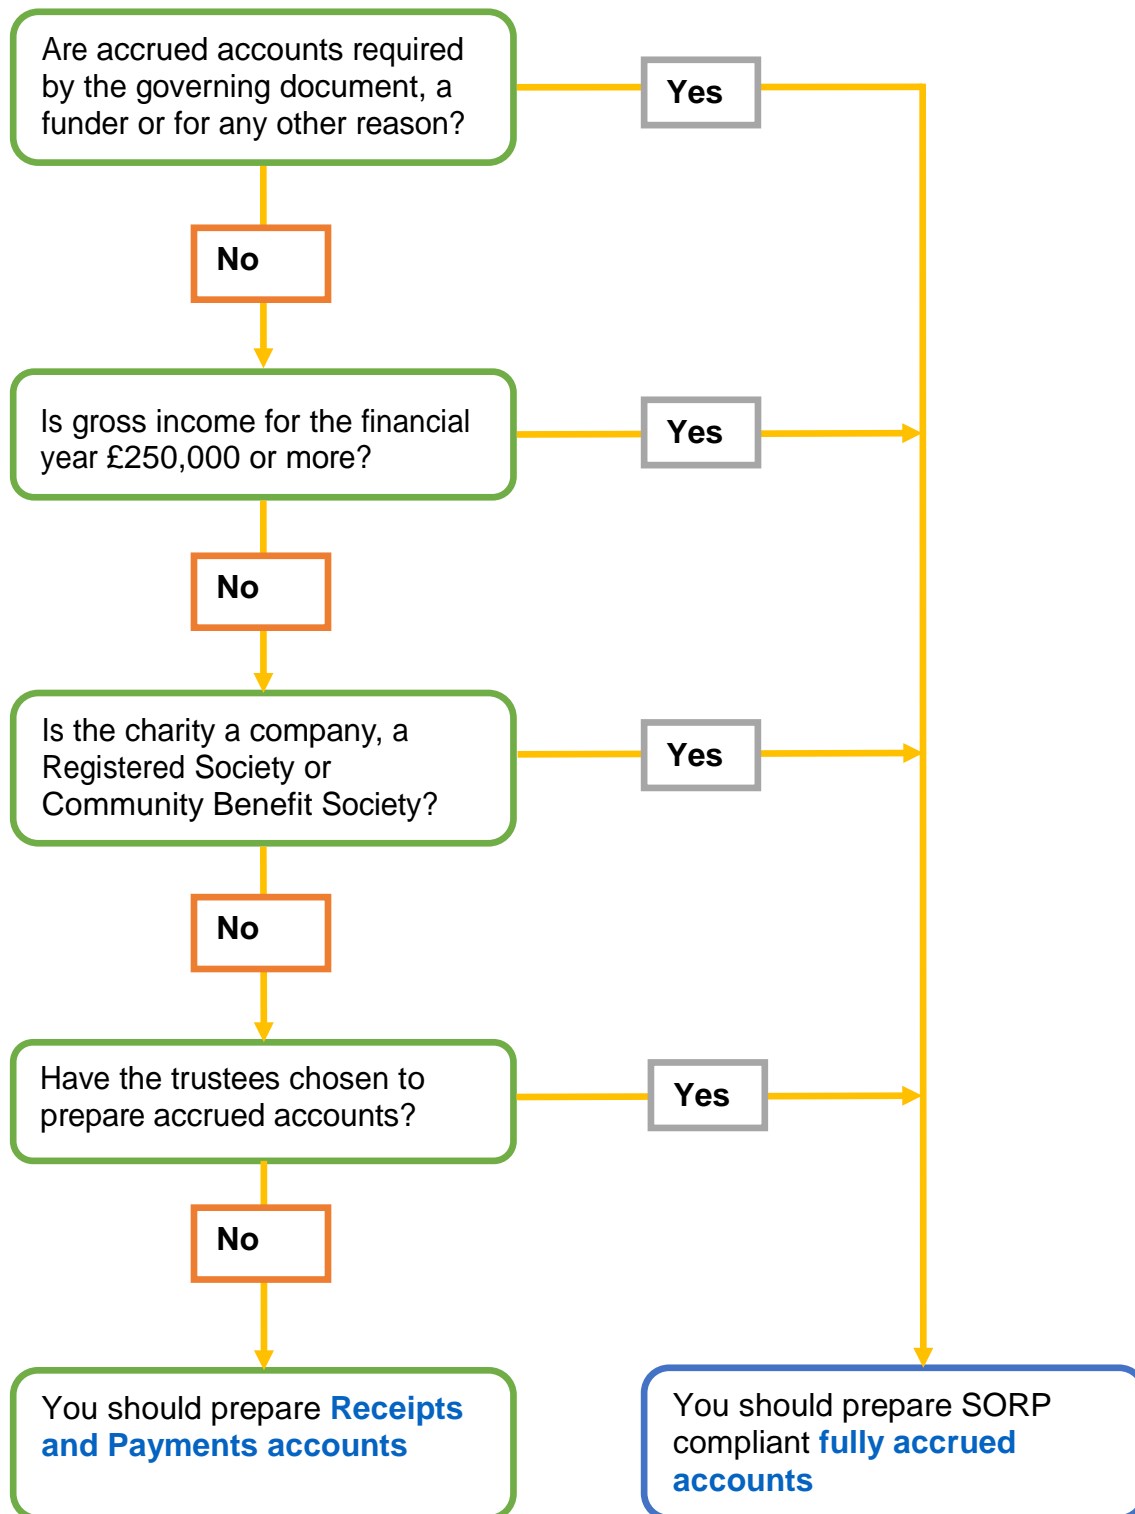 Are accrued accounts required
by the governing document, a
funder or for any other reason?
Yes
No
Is gross income for the financial
year £250,000 or more?
Yes
No
Is the charity a company, a
Registered Society or
Community Benefit Society?
Yes
No
Have the trustees chosen to
prepare accrued accounts?
Yes
No
You should prepare Receipts
and Payments accounts
You should prepare SORP
compliant fully accrued
accounts